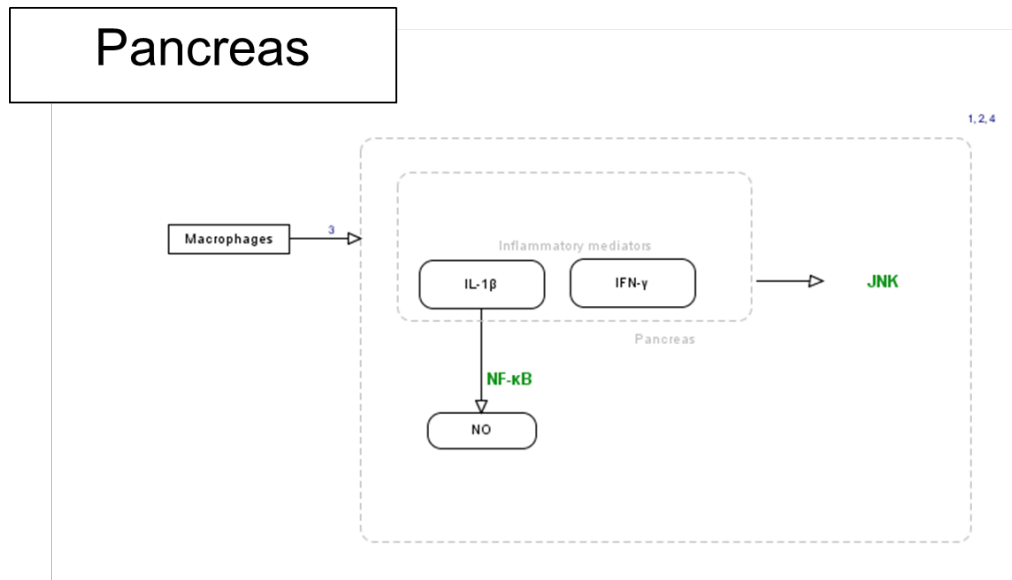 Pancreas
1, 2, 4
3
Macrophages
Inflammatory mediators
IL-1β
IFN-γ
JNK
Pancreas
NF-κB
NO